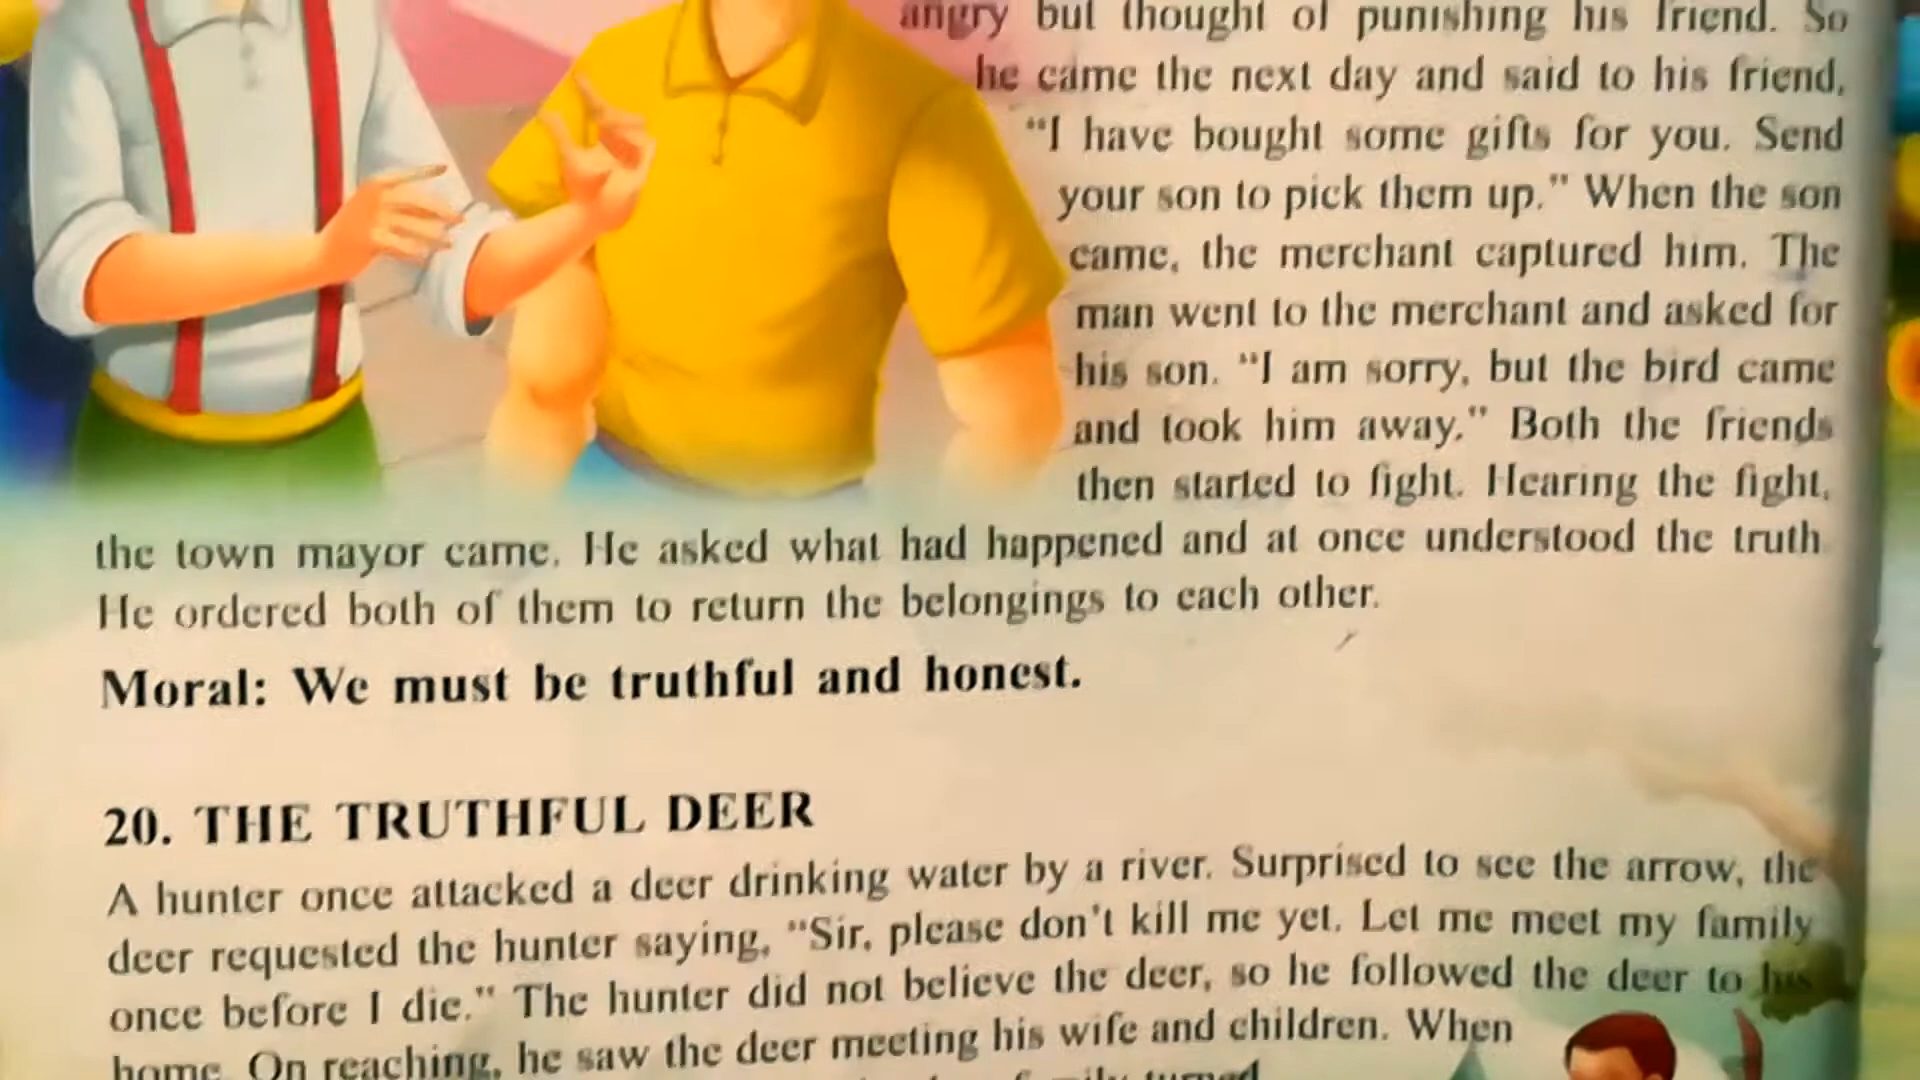 angry but thought of punishing his friend. So
he came the next day and said to his friend,
"I have bought some gifts for you. Send
your son to pick them up." When the son
came, the merchant captured him. The
man went to the merchant and asked for
his son. "I am sorry, but the bird came
and took him away." Both the friends
then started to fight. Hearing the fight,
the town mayor came. He asked what had happened and at once understood the truth
He ordered both of them to return the belongings to each other.
Moral: We must be truthful and honest.
20. THE TRUTHFUL DEER
A hunter once attacked a deer drinking water by a river. Surprised to see the arrow, the
deer requested the hunter saying, "Sir, please don't kill me yet. Let me meet my family
once before I die." The hunter did not believe the deer, so he followed the deer to his
home. On reaching, he saw the deer meeting his wife and children. When
turned